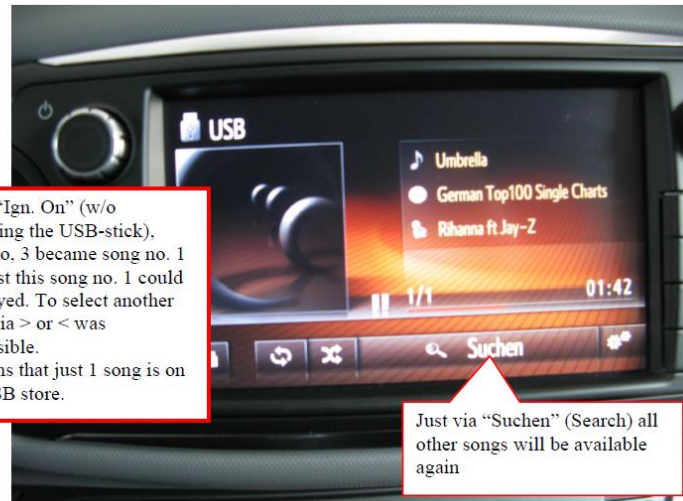 USB
Umbrella
German Top100 Single Charts
Rihanna ft Jay-Z
1/1 01:42
Suchen
“Ign. On” (w/o
ing the USB-stick),
o, 3 became song no. 1
st this song no. 1 could
yed. To select another
ia > or < was
sible.
ns that just 1 song is on
SB store.
Just via “Suchen” (Search) all
other songs will be available
again